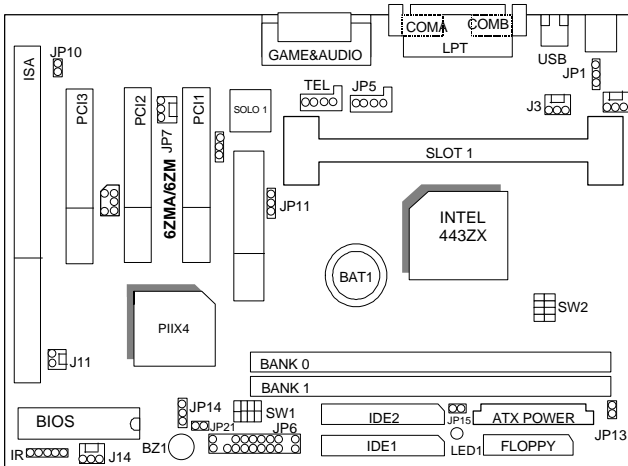 COMA
COMB
GAME&AUDIO
LPT
USB
JP10
ISA
JP1
TEL
JP5
J3
PCI3
PCI2
JP7
PCI1
SOLO 1
SLOT 1
6ZMA/6ZM
JP11
INTEL
443ZX
BAT1
SW2
PIIX4
J11
BANK 0
BANK 1
BIOS
JP14
JP21
SW1
JP6
IDE2
JP15
ATX POWER
JP13
IR
J14
BZ1
IDE1
LED1
FLOPPY